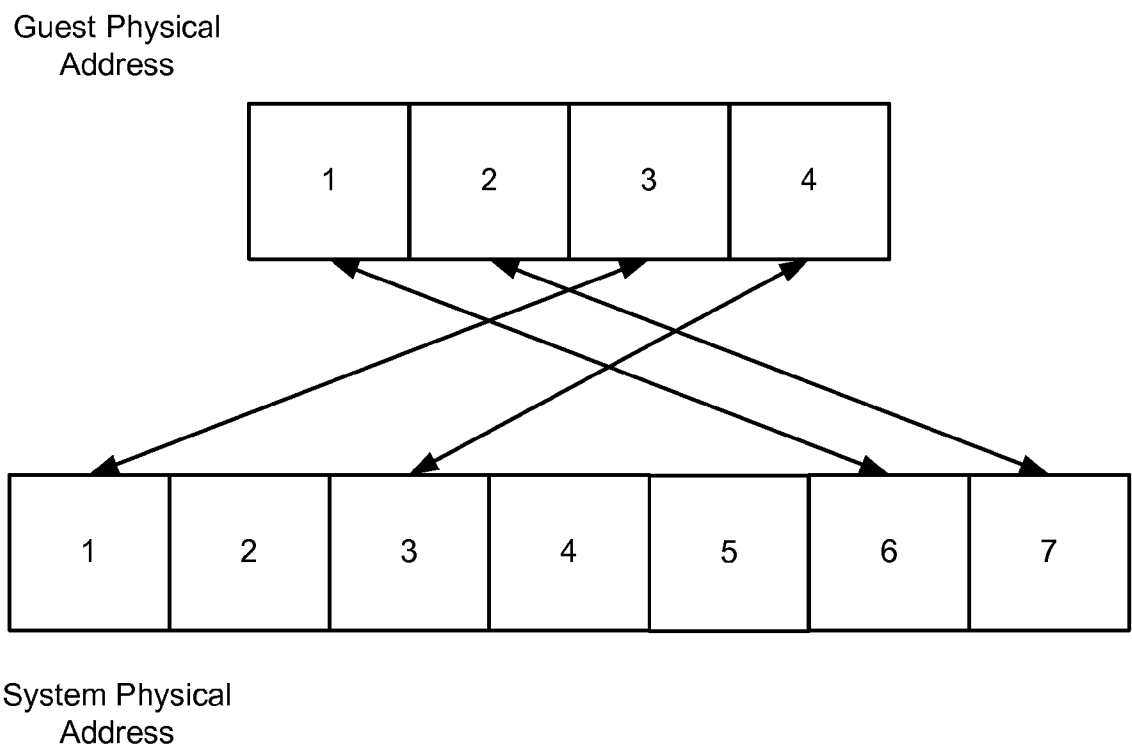 Guest Physical
Address
1 2 3 4
1 2 3 4 5 6 7
System Physical
Address